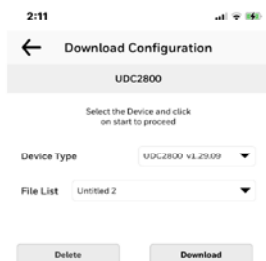 2:11
Download Configuration
UDC2800
Select the Device and click
on start to proceed
Device Type UDC2800 v1.29.09
File List Untitled 2
Delete Download